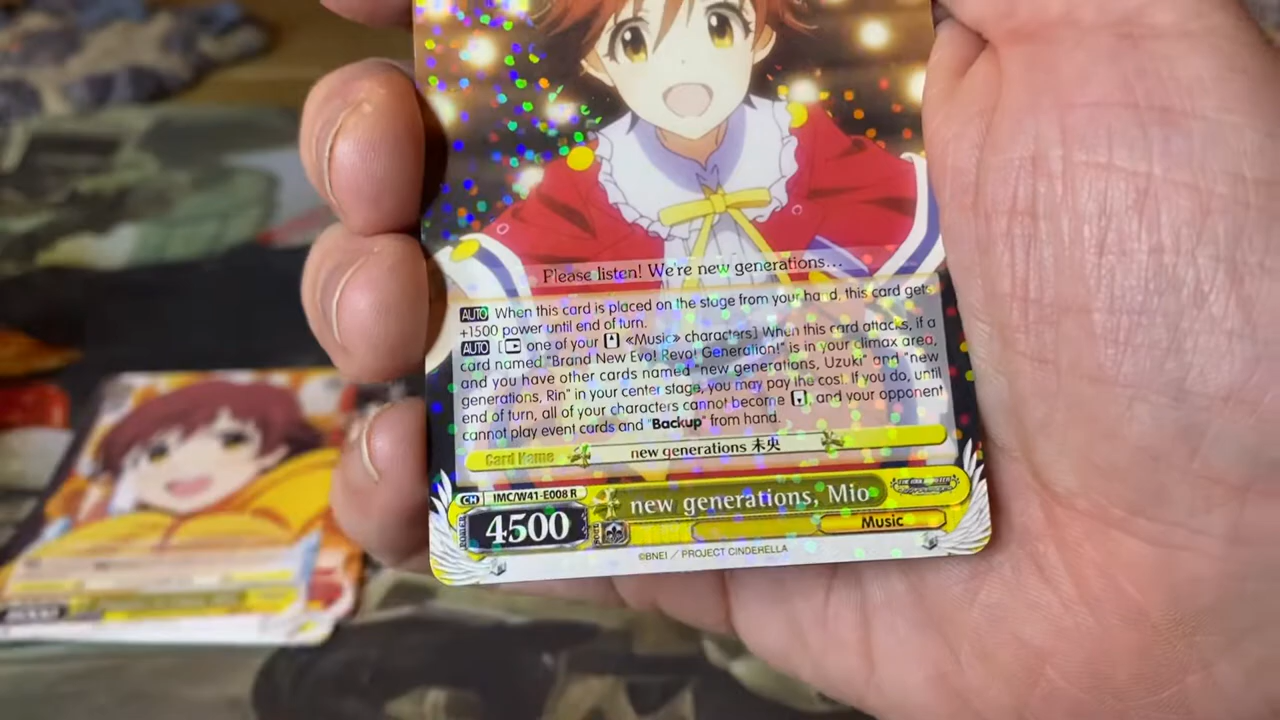 Please listen! We're new generations...
AUTO When this card is placed on the stage from your hand, this card gets
+1500 power until end of turn.
AUTO [ one of your «Music» characters] When this card attacks, if a
card named "Brand New Evo! Revo! Generation!" is in your climax area,
and you have other cards named "new generations, Uzuki" and "new
generations, Rin" in your center stage, you may pay the cost. If you do, until
end of turn, all of your characters cannot become , and your opponent
cannot play event cards and "Backup" from hand.
Card Name new generations 未央
CH IMC/W41-E008 R
new generations, Mio
POWER 4500 SOUL
Music
©BNEI / PROJECT CINDERELLA